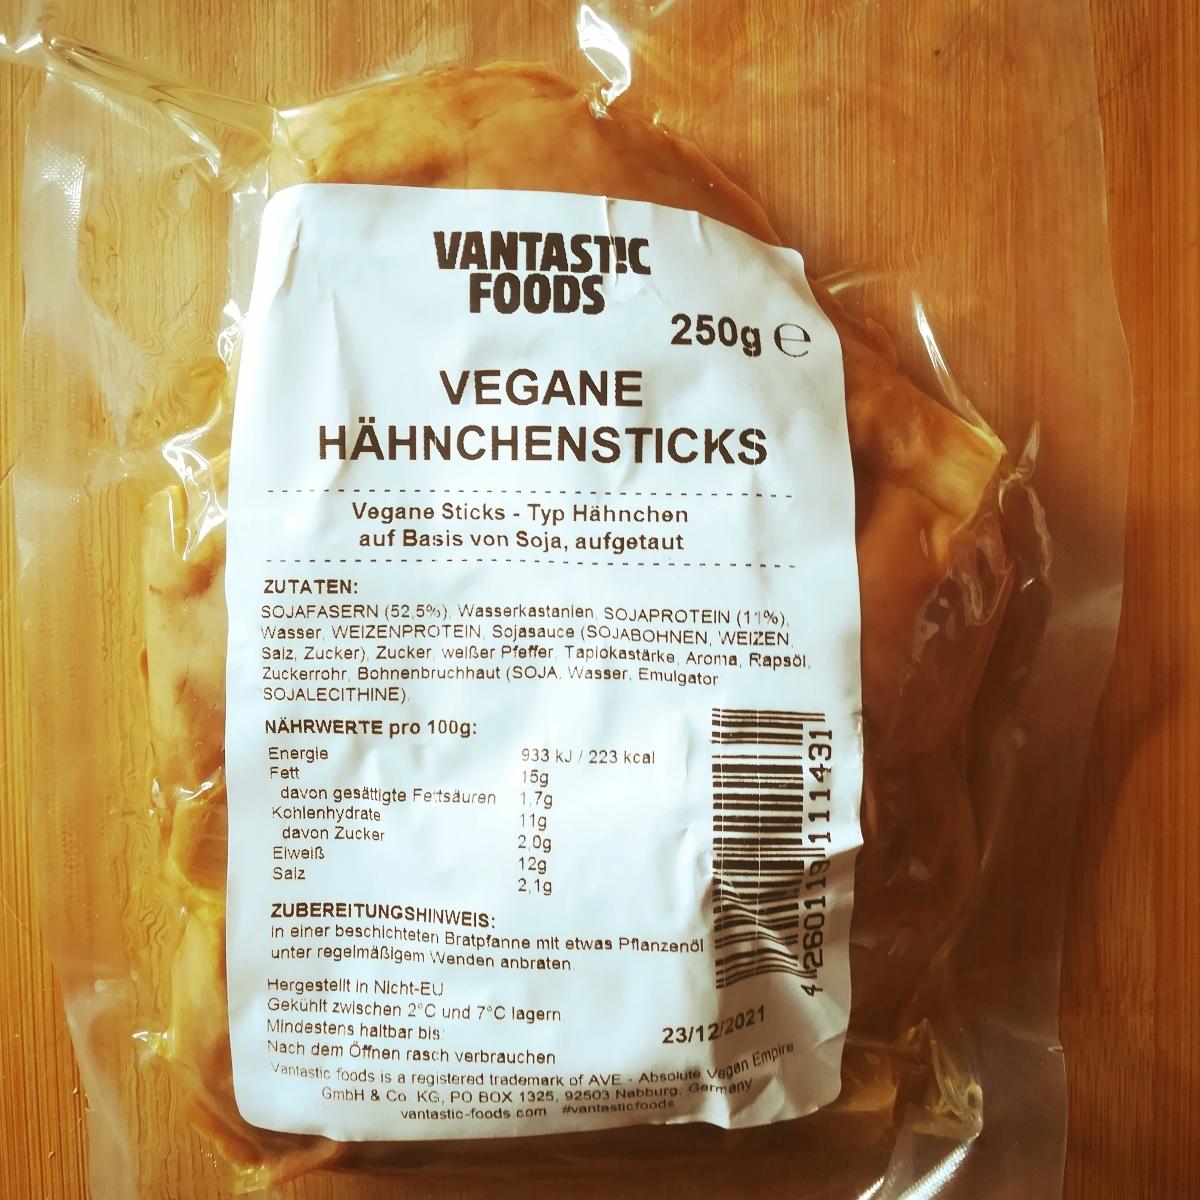 VANTAST!C
FOODS
250g ℮
VEGANE
HÄHNCHENSTICKS
Vegane Sticks - Typ Hähnchen
auf Basis von Soja, aufgetaut
ZUTATEN:
SOJAFASERN (52,5%), Wasserkastanien, SOJAPROTEIN (11%),
Wasser, WEIZENPROTEIN, Sojasauce (SOJABOHNEN, WEIZEN,
Salz, Zucker), Zucker, weißer Pfeffer, Tapiokastärke, Aroma, Rapsöl,
Zuckerrohr, Bohnenbruchhaut (SOJA, Wasser, Emulgator
SOJALECITHINE).
NÄHRWERTE pro 100g:
Energie 933 kJ / 223 kcal
Fett 15g
davon gesättigte Fettsäuren 1,7g
Kohlenhydrate 11g
davon Zucker 2,0g
Eiweiß 12g
Salz 2,1g
4 260119 111431
ZUBEREITUNGSHINWEIS:
in einer beschichteten Bratpfanne mit etwas Pflanzenöl
unter regelmäßigem Wenden anbraten.
Hergestellt in Nicht-EU
Gekühlt zwischen 2°C und 7°C lagern
Mindestens haltbar bis: 23/12/2021
Nach dem Öffnen rasch verbrauchen
Vantastic foods is a registered trademark of AVE - Absolute Vegan Empire
GmbH & Co. KG, PO BOX 1325, 92503 Nabburg, Germany
vantastic-foods.com #vantasticfoods